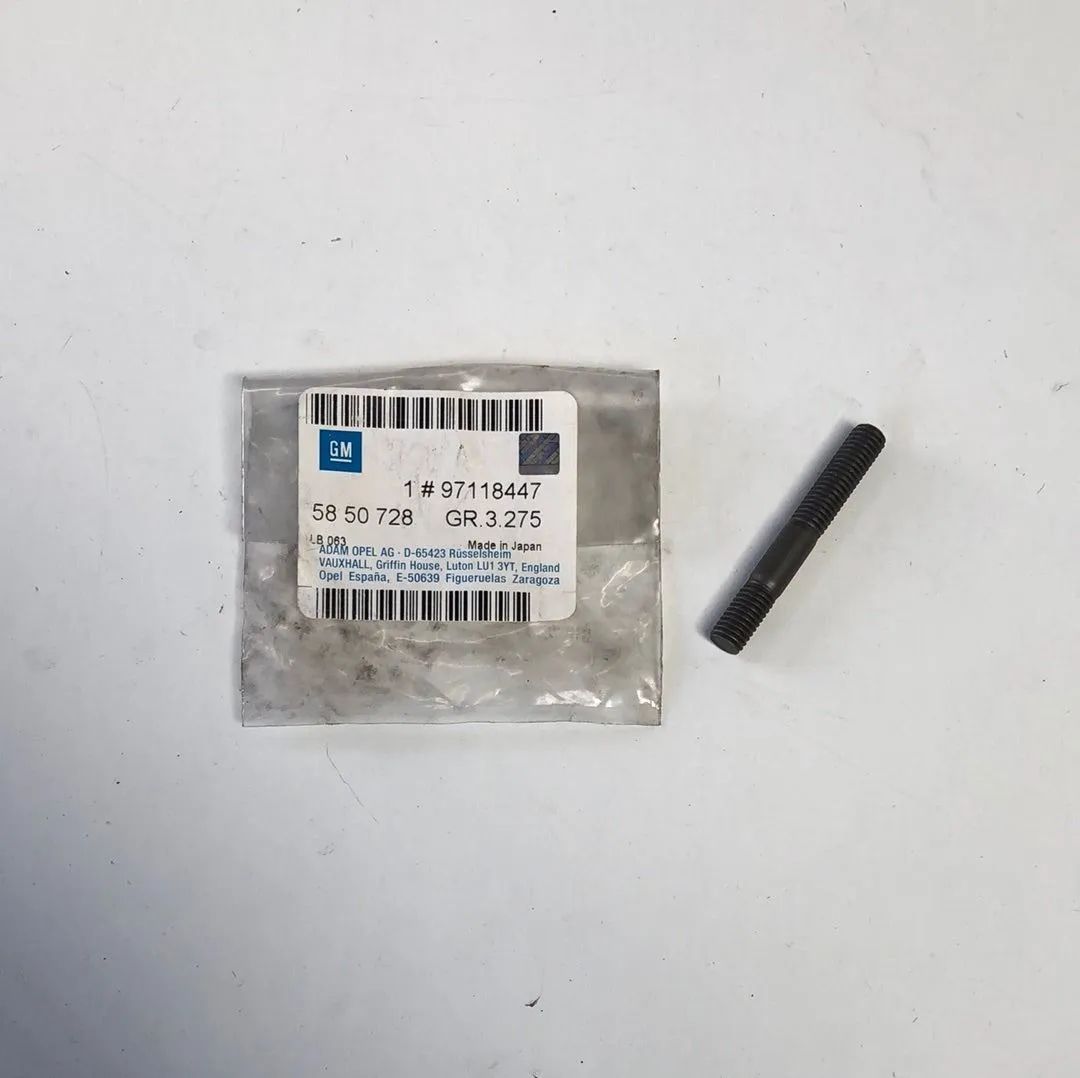 GM
1 # 97118447
58 50 728 GR.3.275
LB 063 Made in Japan
ADAM OPEL AG · D-65423 Rüsselsheim
VAUXHALL, Griffin House, Luton LU1 3YT, England
Opel España, E-50639 Figueruelas Zaragoza